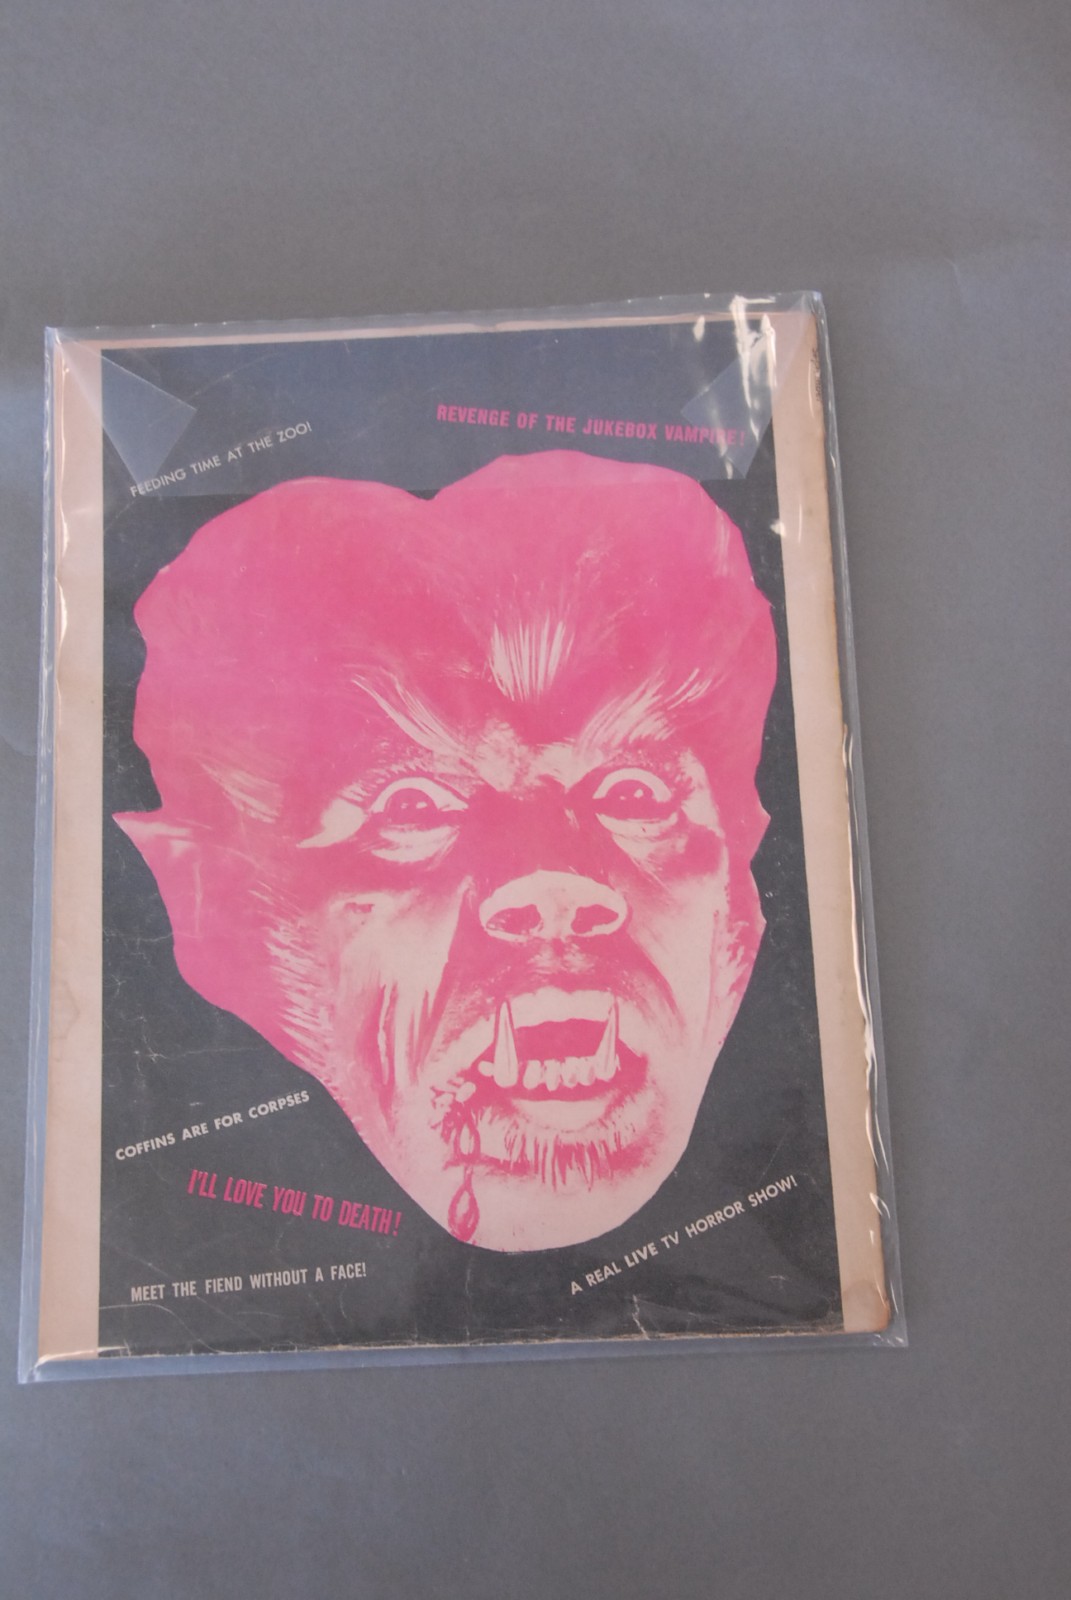 FEEDING TIME AT THE ZOO!
REVENGE OF THE JUKEBOX VAMPIRE!
COFFINS ARE FOR CORPSES
I'LL LOVE YOU TO DEATH!
MEET THE FIEND WITHOUT A FACE!
A REAL LIVE TV HORROR SHOW!